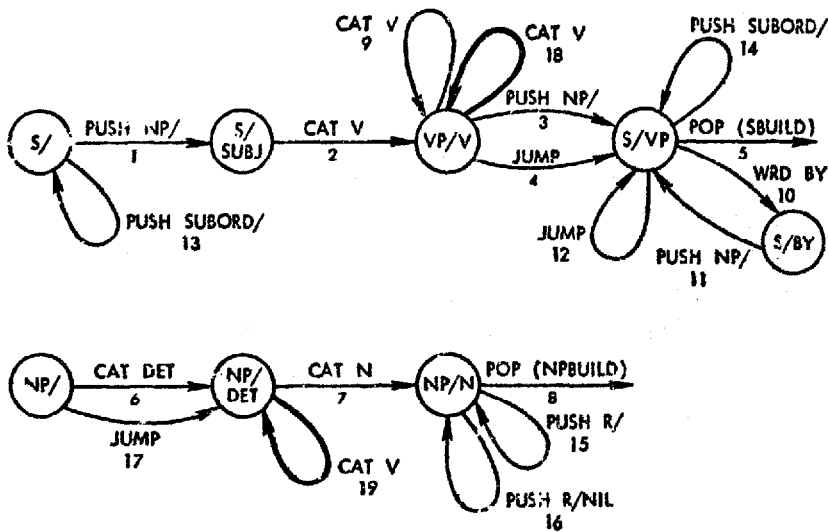 CAT V
9
CAT V
18
PUSH SUBORD/
14
S/
PUSH NP/
1
S/
SUBJ
CAT V
2
VP/V
PUSH NP/
3
JUMP
4
S/VP
POP (SBUILD)
5
WRD BY
10
S/BY
PUSH NP/
11
JUMP
12
PUSH SUBORD/
13
NP/
CAT DET
6
JUMP
17
NP/
DET
CAT N
7
CAT V
19
NP/N
POP (NPBUILD)
8
PUSH R/
15
PUSH R/NIL
16